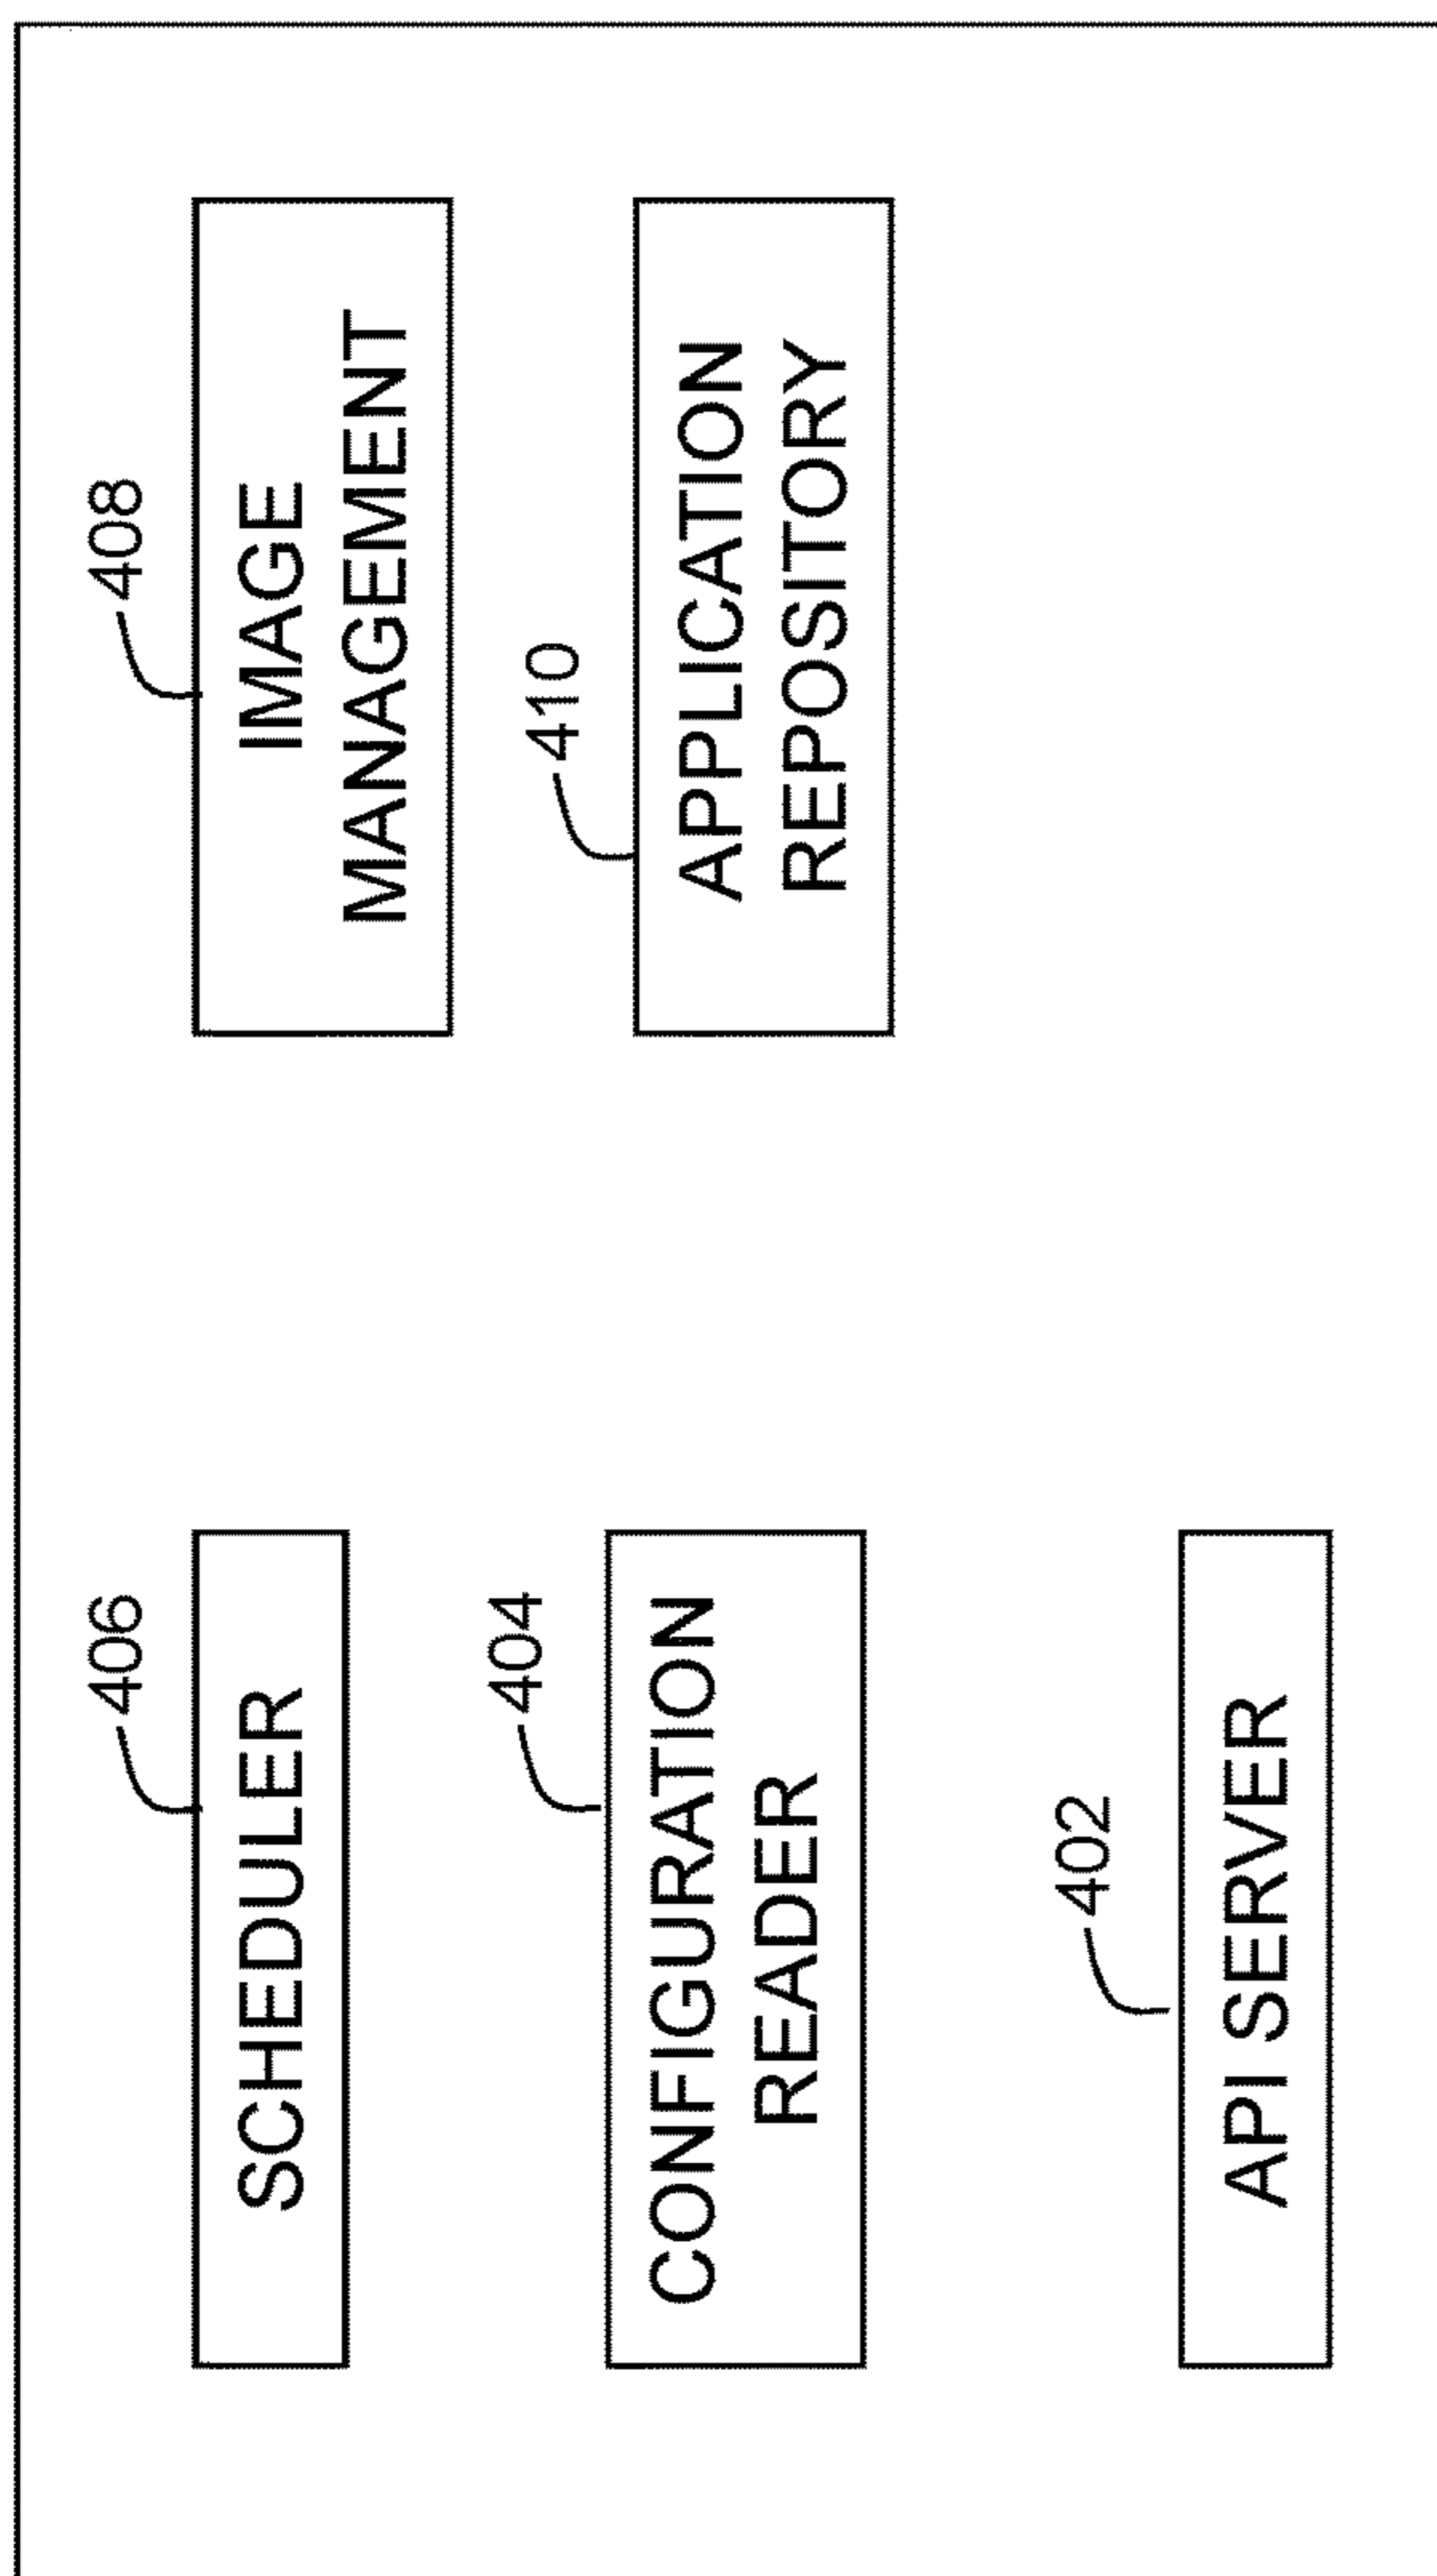 406
SCHEDULER
404
CONFIGURATION
READER
402
API SERVER
408
IMAGE
MANAGEMENT
410
APPLICATION
REPOSITORY